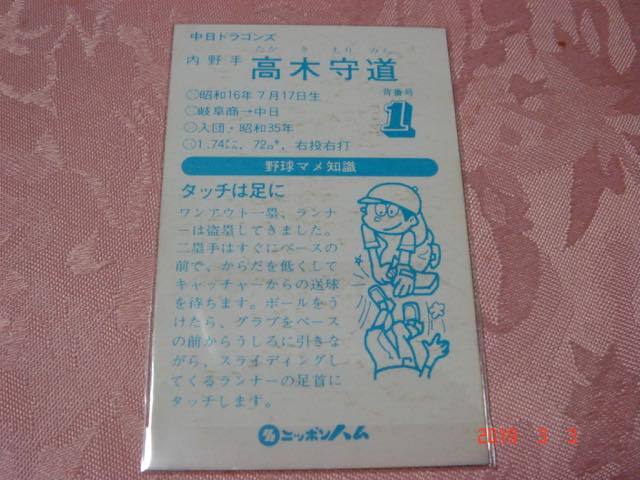 中日ドラゴンズ
たか き もり みち
内野手 高木守道
○昭和16年7月17日生
○岐阜商→中日
○入団・昭和35年
○1.74メートル, 72キロ, 右投右打
背番号
1
野球マメ知識
タッチは足に
ワンアウト一塁、ランナ
ーは盗塁してきました。
二塁手はすぐにベースの
前で、からだを低くして
キャッチャーからの送球
を待ちます。ボールをう
けたら、グラブをベース
の前からうしろに引きな
がら、スライディングし
てくるランナーの足首に
タッチします。
ニッポンハム